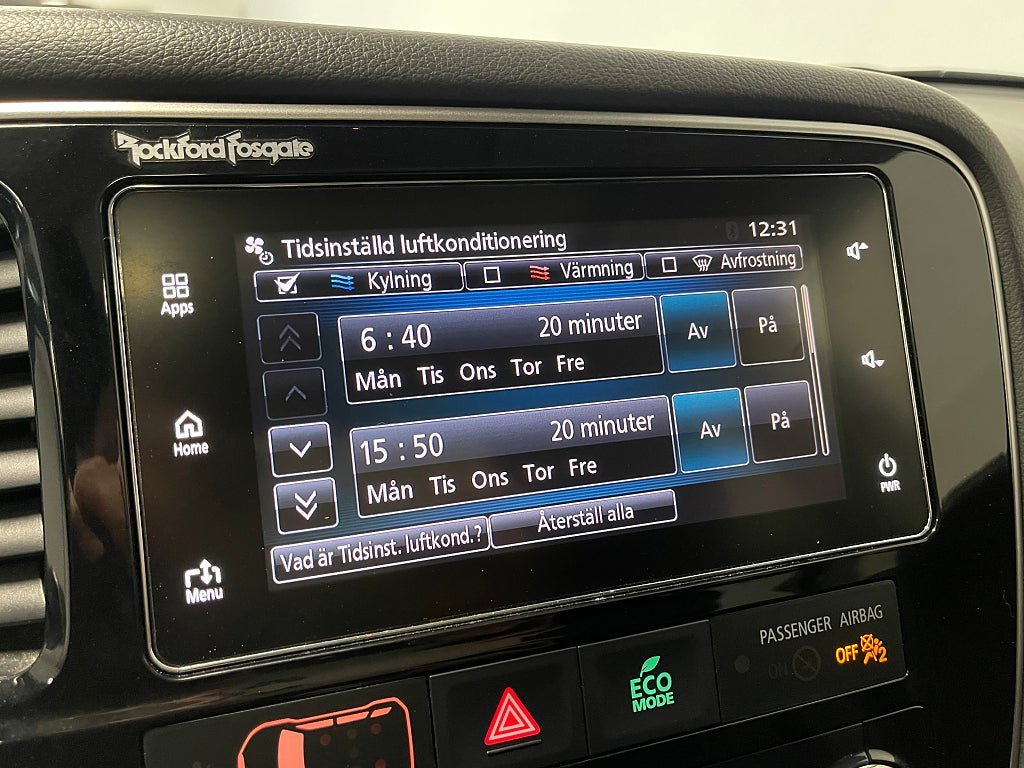 Rockford Fosgate
Tidsinställd luftkonditionering
12:31
Kylning
Värmning
Avfrostning
6 : 40
20 minuter
Mån Tis Ons Tor Fre
Av
På
15 : 50
20 minuter
Mån Tis Ons Tor Fre
Av
På
Vad är Tidsinst. luftkond.?
Återställ alla
Apps
Home
Menu
PWR
ECO
MODE
PASSENGER AIRBAG
ON
OFF
2